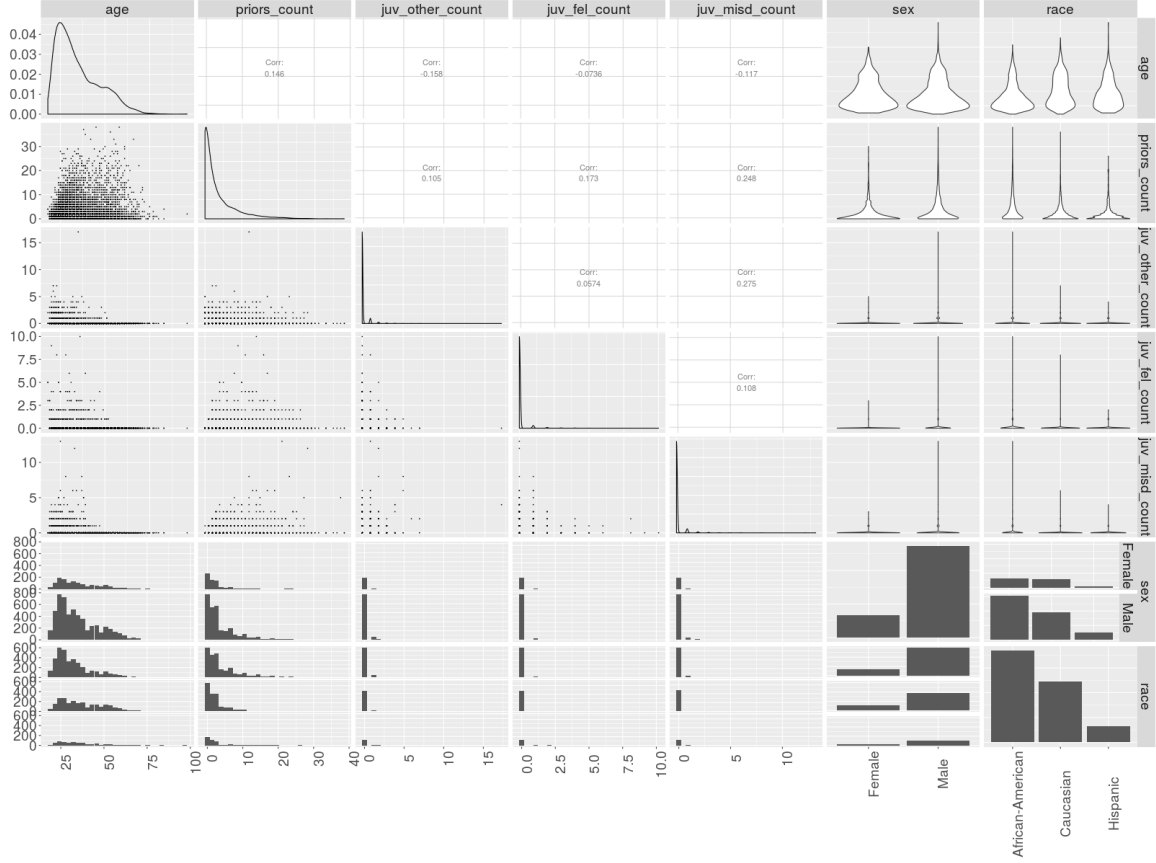 age priors_count juv_other_count juv_fel_count juv_misd_count sex race
0.04
0.03
0.02
0.01
0.00
Corr:
0.146
Corr:
-0.158
Corr:
-0.0736
Corr:
-0.117
age
30
20
10
0
Corr:
0.105
Corr:
0.173
Corr:
0.248
priors_count
15
10
5
0
Corr:
0.0574
Corr:
0.275
juv_other_count
10.0
7.5
5.0
2.5
0.0
Corr:
0.108
juv_fel_count
10
5
0
juv_misd_count
800
600
400
200
0
Female
sex
800
600
400
200
0
Male
600
400
200
0
race
600
400
200
0
600
400
200
0
25 50 75 100
0 10 20 30 40
0 5 10 15
0.0 2.5 5.0 7.5 10.0
0 5 10
Female Male
African-American Caucasian Hispanic